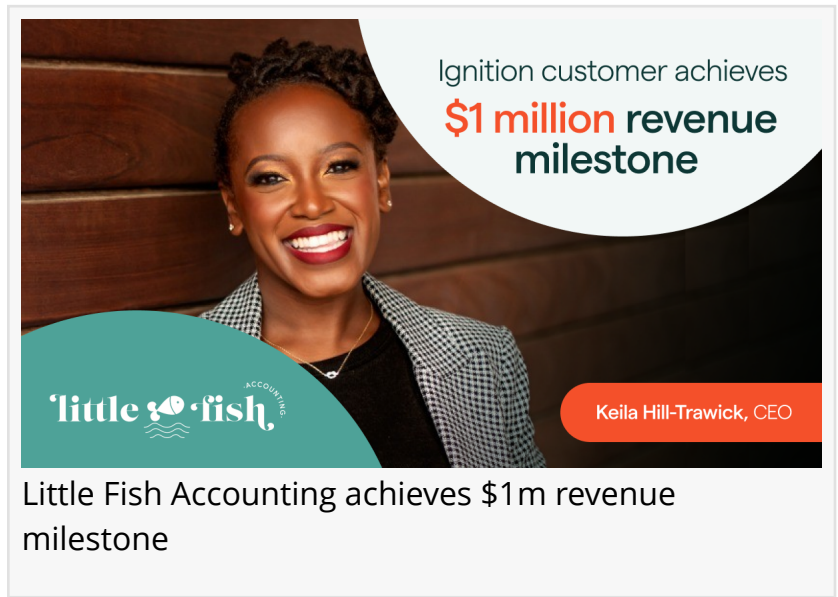 Ignition customer achieves
$1 million revenue
milestone
little fish
.ACCOUNTING.
Keila Hill-Trawick, CEO
Little Fish Accounting achieves $1m revenue
milestone